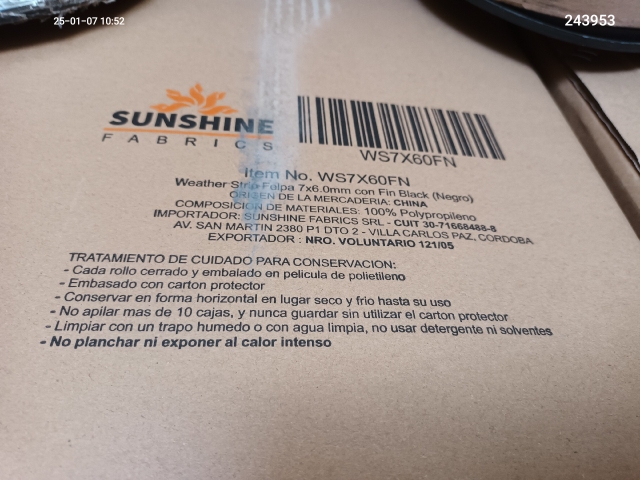 25-01-07 10:52
243953
SUNSHINE
FABRICS
WS7X60FN
Item No. WS7X60FN
Weather Strip Felpa 7x6.0mm con Fin Black (Negro)
ORIGEN DE LA MERCADERIA: CHINA
COMPOSICION DE MATERIALES: 100% Polypropileno
IMPORTADOR: SUNSHINE FABRICS SRL - CUIT 30-71668488-8
AV. SAN MARTIN 2380 P1 DTO 2 - VILLA CARLOS PAZ, CORDOBA
EXPORTADOR : NRO. VOLUNTARIO 121/05
TRATAMIENTO DE CUIDADO PARA CONSERVACION:
- Cada rollo cerrado y embalado en pelicula de polietileno
- Embasado con carton protector
- Conservar en forma horizontal en lugar seco y frio hasta su uso
- No apilar mas de 10 cajas, y nunca guardar sin utilizar el carton protector
- Limpiar con un trapo humedo o con agua limpia, no usar detergente ni solventes
- No planchar ni exponer al calor intenso